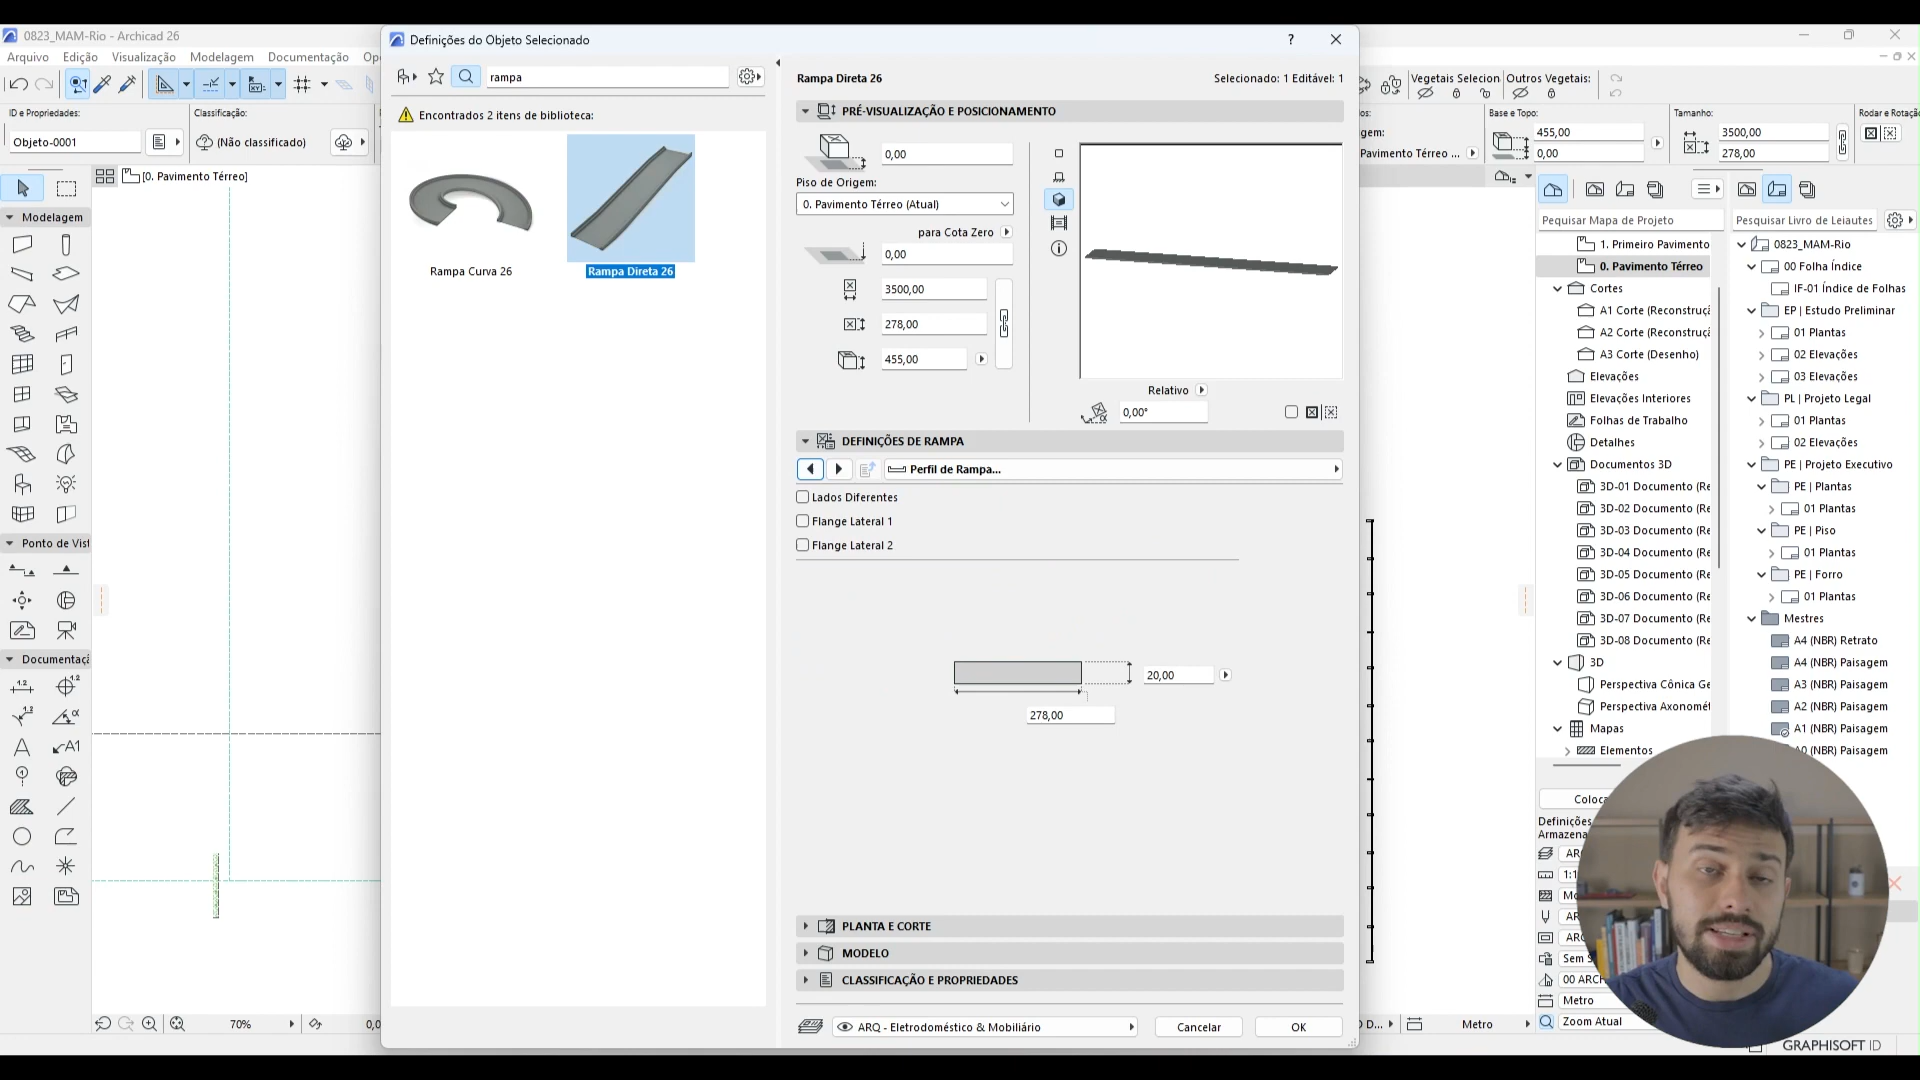 0823_MAM-Rio - Archicad 26
Arquivo Edição Visualização Modelagem Documentação
ID e Propriedades:
Classificação:
Objeto-0001
(Não classificado)
[0. Pavimento Térreo]
Modelagem
Ponto de Vist
Documentaçã
70%
Definições do Objeto Selecionado
?
rampa
Encontrados 2 itens de biblioteca:
Rampa Curva 26
Rampa Direta 26
Rampa Direta 26
Selecionado: 1 Editável: 1
PRÉ-VISUALIZAÇÃO E POSICIONAMENTO
0,00
Piso de Origem:
0. Pavimento Térreo (Atual)
para Cota Zero
0,00
3500,00
278,00
455,00
Relativo
0,00°
DEFINIÇÕES DE RAMPA
Perfil de Rampa...
Lados Diferentes
Flange Lateral 1
Flange Lateral 2
20,00
278,00
PLANTA E CORTE
MODELO
CLASSIFICAÇÃO E PROPRIEDADES
ARQ - Eletrodoméstico & Mobiliário
Cancelar
OK
Vegetais Selecion
Outros Vegetais:
Base e Topo:
Tamanho:
Rodar e Rotaçã
455,00
0,00
3500,00
278,00
Pavimento Térreo ...
Pequisar Mapa de Projeto
1. Primeiro Pavimento
0. Pavimento Térreo
Cortes
A1 Corte (Reconstruçã
A2 Corte (Reconstruçã
A3 Corte (Desenho)
Elevações
Elevações Interiores
Folhas de Trabalho
Detalhes
Documentos 3D
3D-01 Documento (Re
3D-02 Documento (Re
3D-03 Documento (Re
3D-04 Documento (Re
3D-05 Documento (Re
3D-06 Documento (Re
3D-07 Documento (Re
3D-08 Documento (Re
3D
Perspectiva Cônica Ge
Perspectiva Axonomét
Mapas
Elementos
Pesquisar Livro de Leiautes
0823_MAM-Rio
00 Folha Índice
IF-01 Índice de Folhas
EP | Estudo Preliminar
01 Plantas
02 Elevações
03 Elevações
PL | Projeto Legal
01 Plantas
02 Elevações
PE | Projeto Executivo
PE | Plantas
01 Plantas
PE | Piso
01 Plantas
PE | Forro
01 Plantas
Mestres
A4 (NBR) Retrato
A4 (NBR) Paisagem
A3 (NBR) Paisagem
A2 (NBR) Paisagem
A1 (NBR) Paisagem
A0 (NBR) Paisagem
Definições
Metro
Metro
Zoom Atual
GRAPHISOFT ID